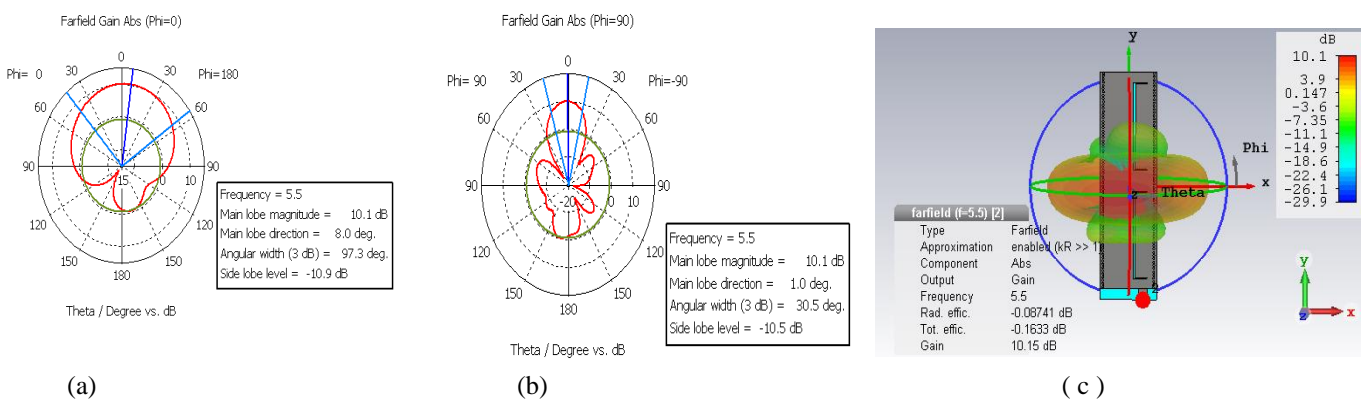 Farfield Gain Abs (Phi=0)
Phi= 0 30 0 30 Phi=180
60 60
90 -15 0 10 90
120 120
150 180 150
Frequency = 5.5
Main lobe magnitude = 10.1 dB
Main lobe direction = 8.0 deg.
Angular width (3 dB) = 97.3 deg.
Side lobe level = -10.9 dB
Theta / Degree vs. dB
(a)
Farfield Gain Abs (Phi=90)
Phi= 90 30 0 30 Phi=-90
60 60
90 -20 -10 0 10 90
120 120
150 180 150
Frequency = 5.5
Main lobe magnitude = 10.1 dB
Main lobe direction = 1.0 deg.
Angular width (3 dB) = 30.5 deg.
Side lobe level = -10.5 dB
Theta / Degree vs. dB
(b)
y
Phi
x
Theta
z
2
dB
10.1
3.9
0.147
-3.6
-7.35
-11.1
-14.9
-18.6
-22.4
-26.1
-29.9
farfield (f=5.5) [2]
Type Farfield
Approximation enabled (kR >> 1
Component Abs
Output Gain
Frequency 5.5
Rad. effic. -0.08741 dB
Tot. effic. -0.1633 dB
Gain 10.15 dB
y
z x
( c )